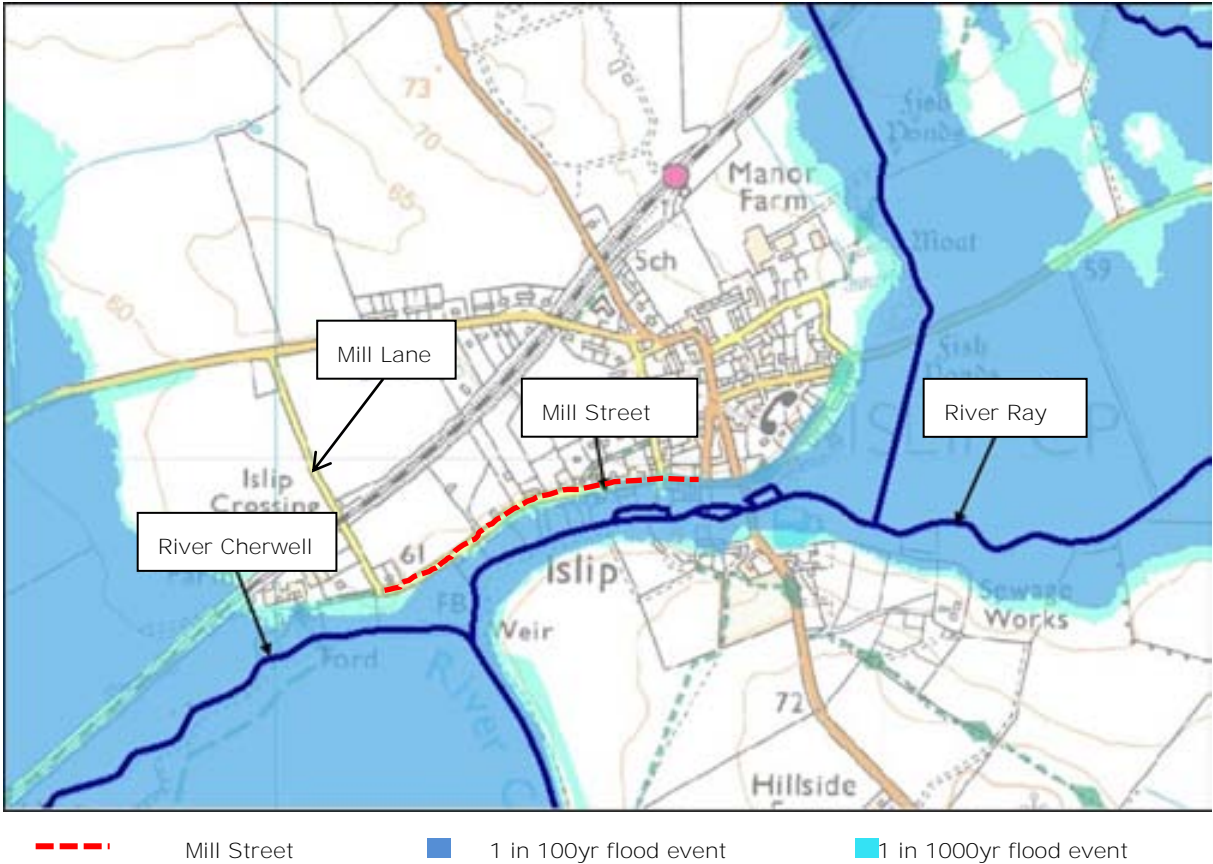 73
70
65
60
Fish
Ponds
Manor
Farm
Moat
59
Sch
Mill Lane
Fish
Ponds
Mill Street
River Ray
Islip
Crossing
River Cherwell
61
Islip
FB
Weir
Sewage
Works
Ford
River
72
Hillside
Mill Street
1 in 100yr flood event
1 in 1000yr flood event